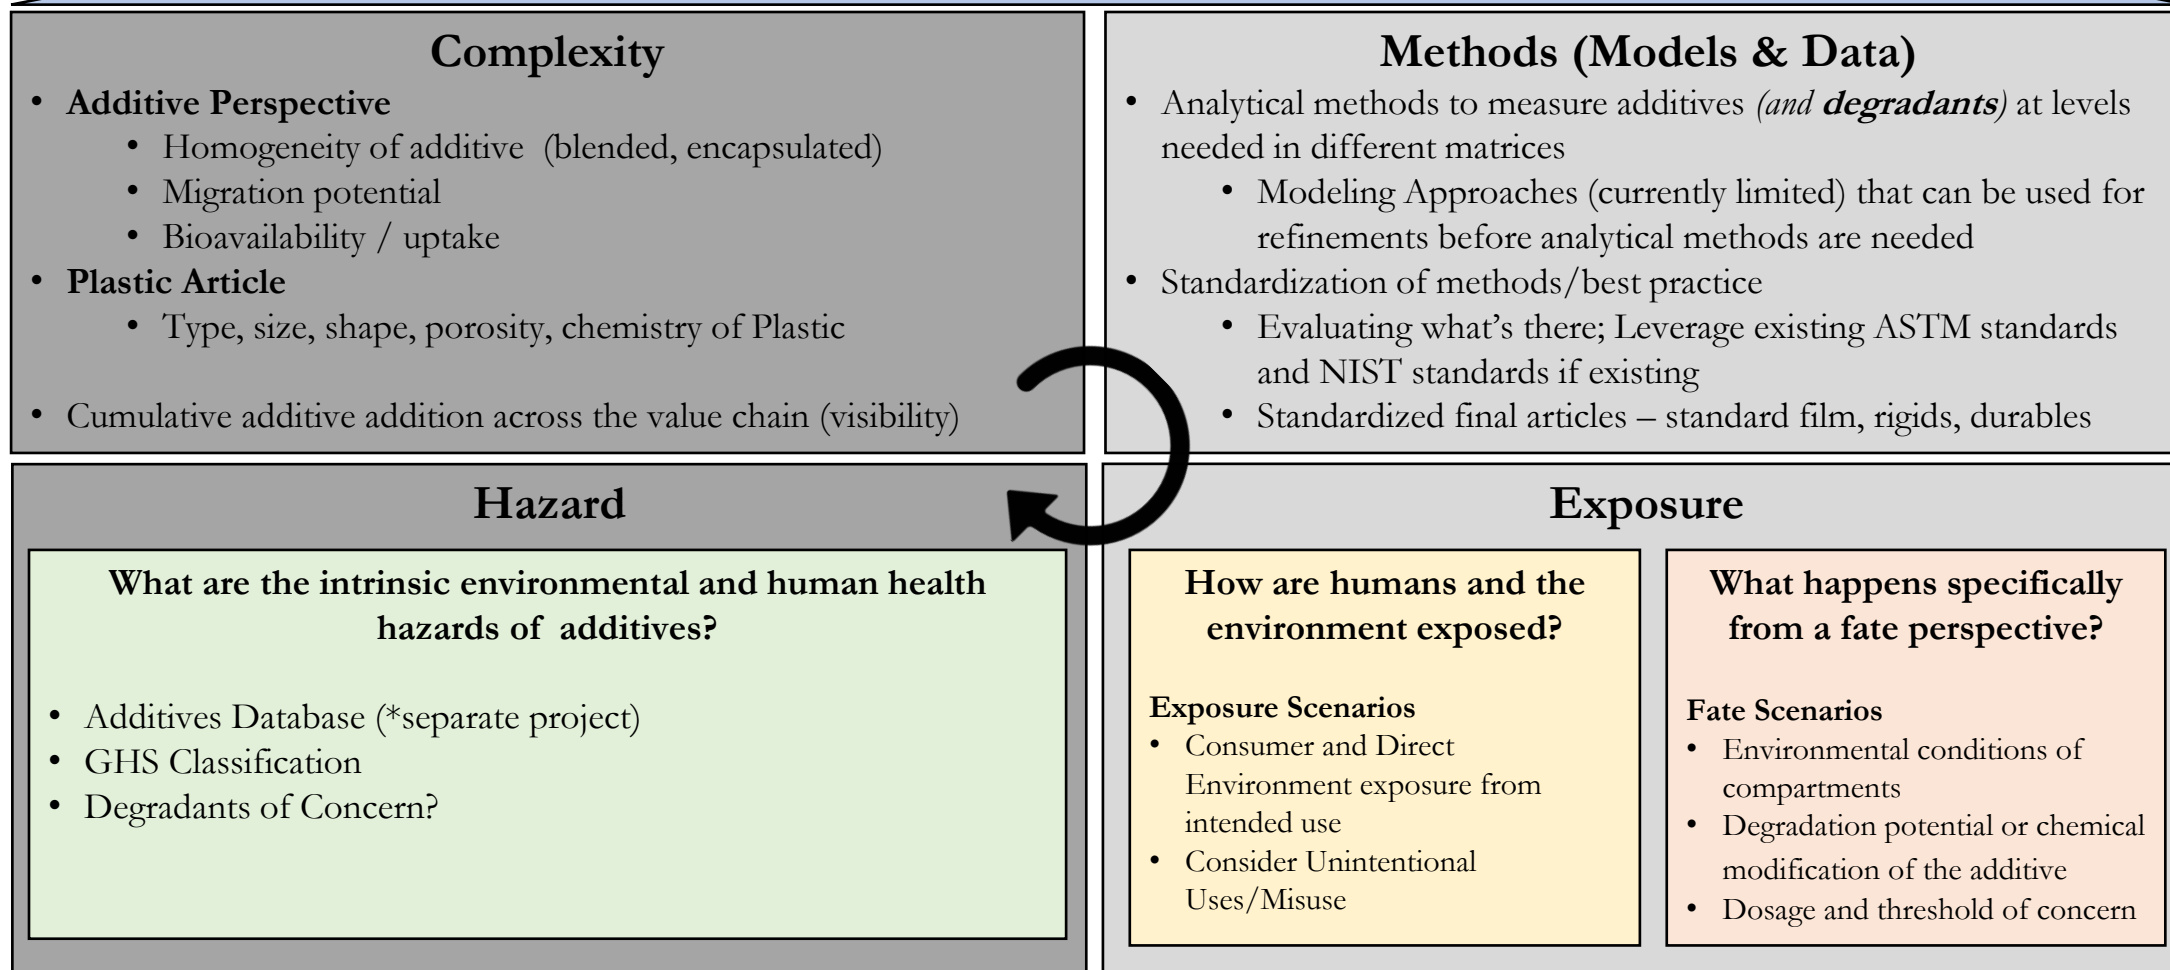 Complexity
• Additive Perspective
• Homogeneity of additive (blended, encapsulated)
• Migration potential
• Bioavailability / uptake
• Plastic Article
• Type, size, shape, porosity, chemistry of Plastic
• Cumulative additive addition across the value chain (visibility)
Methods (Models & Data)
• Analytical methods to measure additives (and degradants) at levels
needed in different matrices
• Modeling Approaches (currently limited) that can be used for
refinements before analytical methods are needed
• Standardization of methods/best practice
• Evaluating what's there; Leverage existing ASTM standards
and NIST standards if existing
• Standardized final articles – standard film, rigids, durables
Hazard
What are the intrinsic environmental and human health
hazards of additives?
• Additives Database (*separate project)
• GHS Classification
• Degradants of Concern?
Exposure
How are humans and the
environment exposed?
Exposure Scenarios
• Consumer and Direct
Environment exposure from
intended use
• Consider Unintentional
Uses/Misuse
What happens specifically
from a fate perspective?
Fate Scenarios
• Environmental conditions of
compartments
• Degradation potential or chemical
modification of the additive
• Dosage and threshold of concern